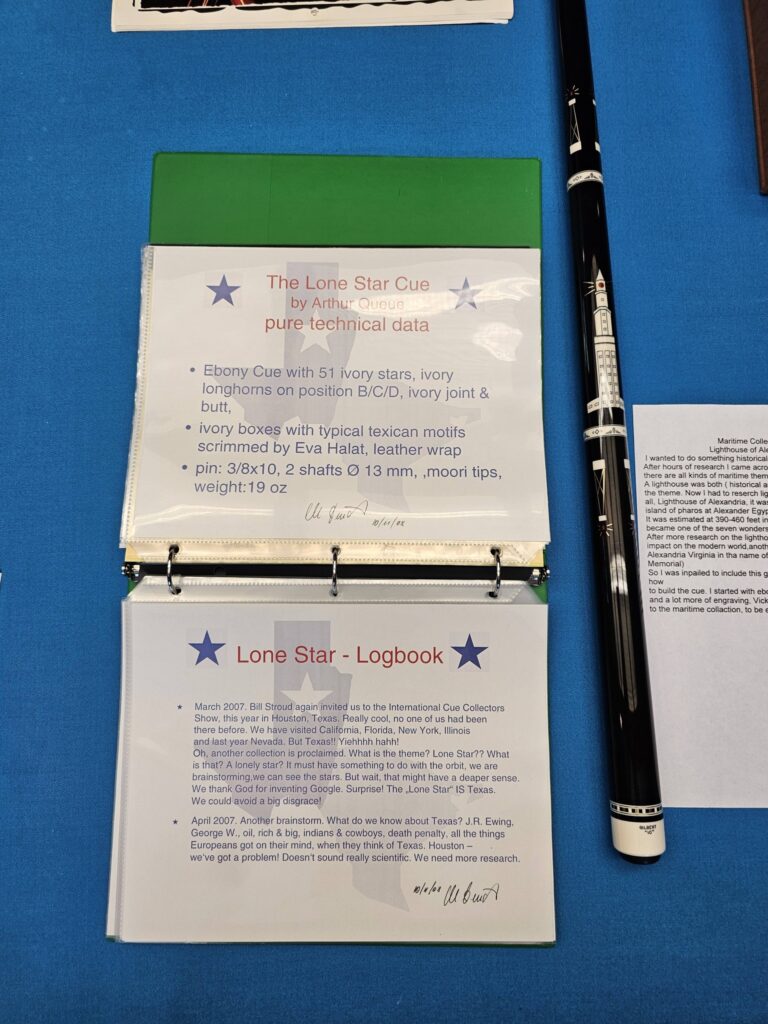 The Lone Star Cue
by Arthur Queue
pure technical data
• Ebony Cue with 51 ivory stars, ivory
longhorns on position B/C/D, ivory joint &
butt,
• ivory boxes with typical texican motifs
scrimmed by Eva Halat, leather wrap
• pin: 3/8x10, 2 shafts Ø 13 mm, ,moori tips,
weight:19 oz
Lone Star - Logbook
March 2007. Bill Stroud again invited us to the International Cue Collectors
Show, this year in Houston, Texas. Really cool, no one of us had been
there before. We have visited California, Florida, New York, Illinois
and last year Nevada. But Texas!! Yiehhhh hahh!
Oh, another collection is proclaimed. What is the theme? Lone Star?? What
is that? A lonely star? It must have something to do with the orbit, we are
brainstorming,we can see the stars. But wait, that might have a deaper sense.
We thank God for inventing Google. Surprise! The „Lone Star“ IS Texas.
We could avoid a big disgrace!
April 2007. Another brainstorm. What do we know about Texas? J.R. Ewing,
George W., oil, rich & big, indians & cowboys, death penalty, all the things
Europeans got on their mind, when they think of Texas. Houston –
we've got a problem! Doesn't sound really scientific. We need more research.
Maritime Colle
Lighthouse of Ale
I wanted to do something historical
After hours of research I came across
there are all kinds of maritime them
A lighthouse was both ( historical a
the theme. Now I had to reserch lig
all, Lighthouse of Alexandria, it was
island of pharos at Alexander Egyp
It was estimated at 390-460 feet in
became one of the seven wonders
After more research on the lightho
impact on the modern world,anoth
Alexandria Virginia in tha name of
Memorial)
So I was inpailed to include this g
how
to build the cue. I started with ebo
and a lot more of engraving. Vick
to the maritime collaction, to be e
GILBERT